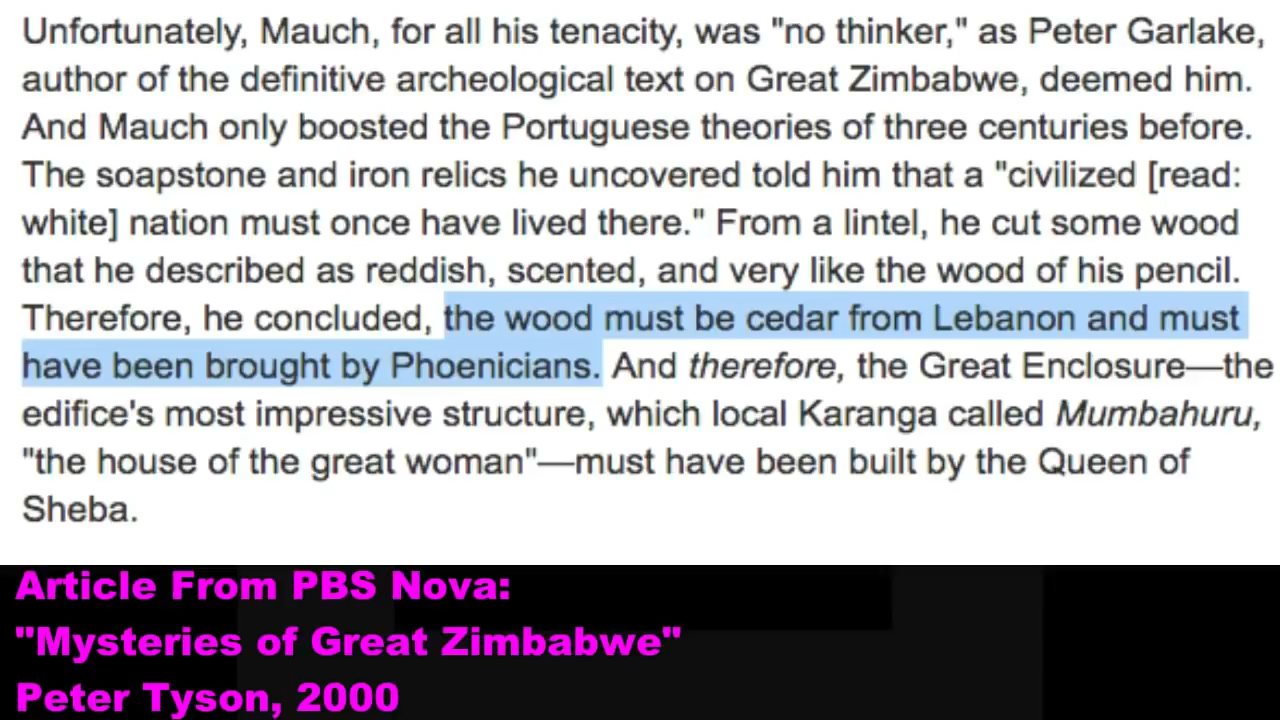 Unfortunately, Mauch, for all his tenacity, was "no thinker," as Peter Garlake,
author of the definitive archeological text on Great Zimbabwe, deemed him.
And Mauch only boosted the Portuguese theories of three centuries before.
The soapstone and iron relics he uncovered told him that a "civilized [read:
white] nation must once have lived there." From a lintel, he cut some wood
that he described as reddish, scented, and very like the wood of his pencil.
Therefore, he concluded, the wood must be cedar from Lebanon and must
have been brought by Phoenicians. And therefore, the Great Enclosure—the
edifice's most impressive structure, which local Karanga called Mumbahuru,
"the house of the great woman"—must have been built by the Queen of
Sheba.
Article From PBS Nova:
"Mysteries of Great Zimbabwe"
Peter Tyson, 2000